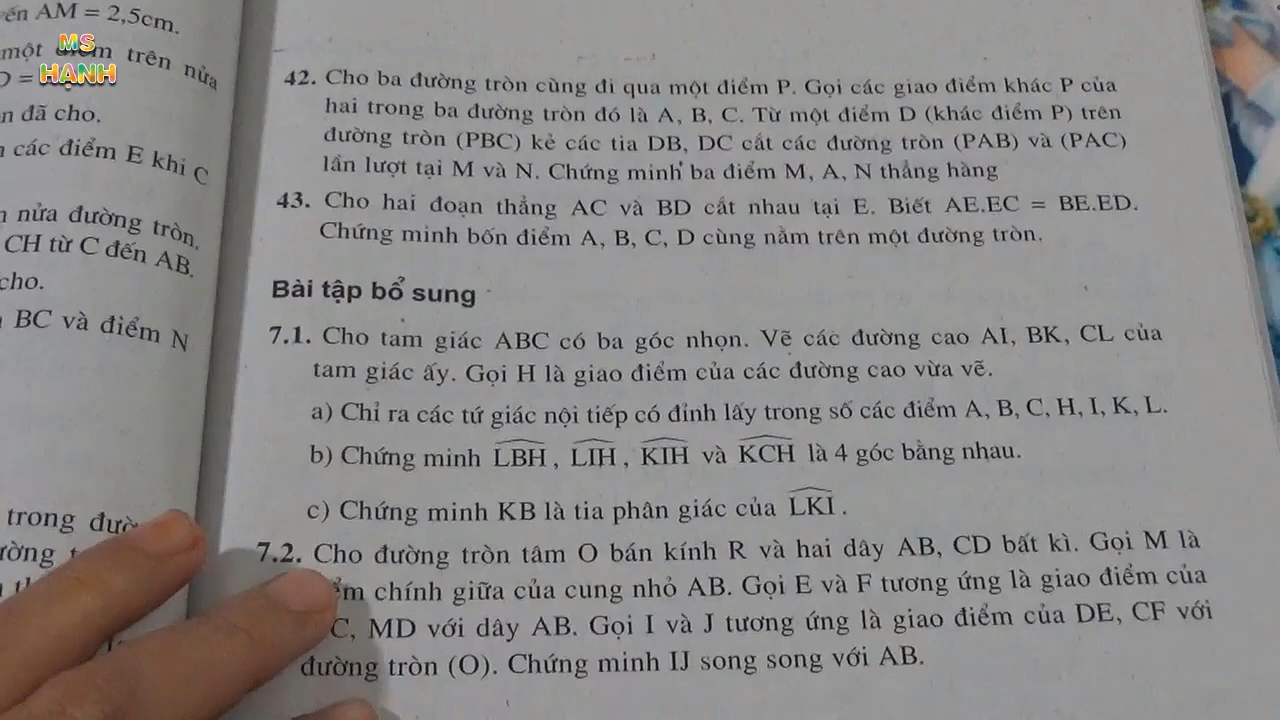 yến AM = 2,5cm.
MS
HẠNH
một điểm trên nửa
n đã cho.
các điểm E khi C
nửa đường tròn.
CH từ C đến AB.
cho.
BC và điểm N
trong
42. Cho ba đường tròn cùng đi qua một điểm P. Gọi các giao điểm khác P của
hai trong ba đường tròn đó là A, B, C. Từ một điểm D (khác điểm P) trên
đường tròn (PBC) kẻ các tia DB, DC cắt các đường tròn (PAB) và (PAC)
lần lượt tại M và N. Chứng minh ba điểm M, A, N thẳng hàng
43. Cho hai đoạn thẳng AC và BD cắt nhau tại E. Biết AE.EC = BE.ED.
Chứng minh bốn điểm A, B, C, D cùng nằm trên một đường tròn.
Bài tập bổ sung
7.1. Cho tam giác ABC có ba góc nhọn. Vẽ các đường cao AI, BK, CL của
tam giác ấy. Gọi H là giao điểm của các đường cao vừa vẽ.
a) Chỉ ra các tứ giác nội tiếp có đỉnh lấy trong số các điểm A, B, C, H, I, K, L.
b) Chứng minh LBH, LIH, KIH và KCH là 4 góc bằng nhau.
c) Chứng minh KB là tia phân giác của LKI.
7.2. Cho đường tròn tâm O bán kính R và hai dây AB, CD bất kì. Gọi M là
chính giữa của cung nhỏ AB. Gọi E và F tương ứng là giao điểm của
C, MD với dây AB. Gọi I và J tương ứng là giao điểm của DE, CF với
đường tròn (O). Chứng minh IJ song song với AB.